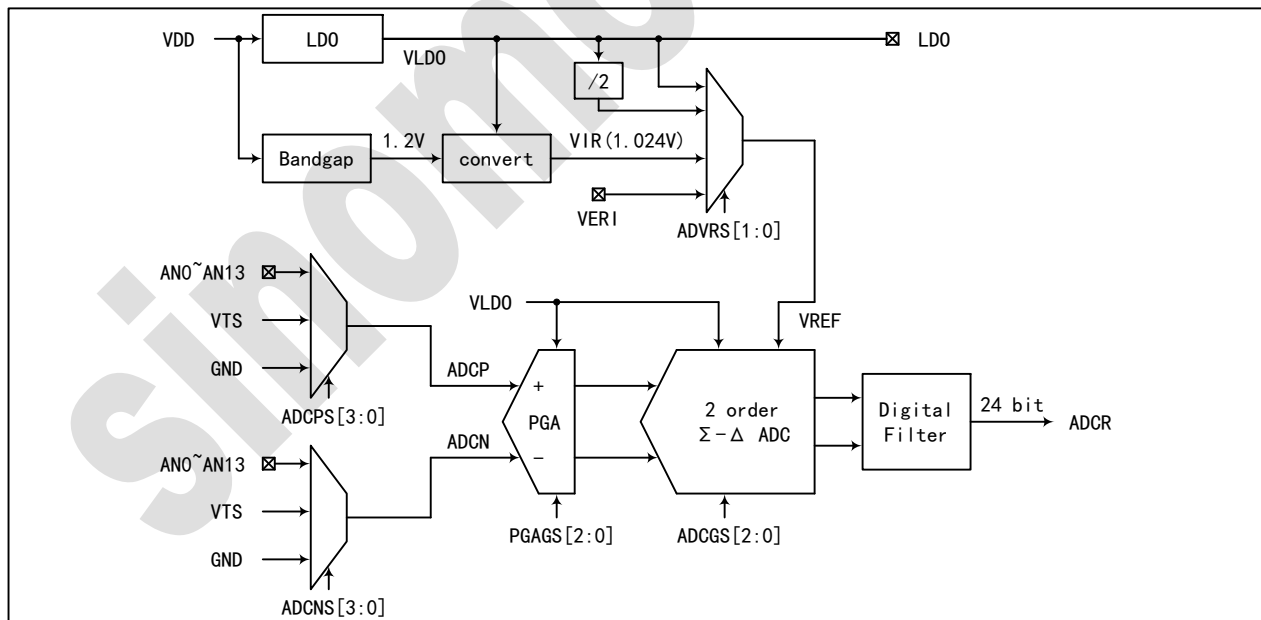 VDD
LDO
VLDO
LDO
/2
Bandgap
1.2V
convert
VIR(1.024V)
VERI
ADVRS[1:0]
AN0~AN13
VTS
GND
ADCPS[3:0]
ADCP
VLDO
VREF
+
PGA
-
2 order
Σ-Δ ADC
Digital
Filter
24 bit
ADCR
AN0~AN13
VTS
GND
ADCNS[3:0]
ADCN
PGAGS[2:0]
ADCGS[2:0]